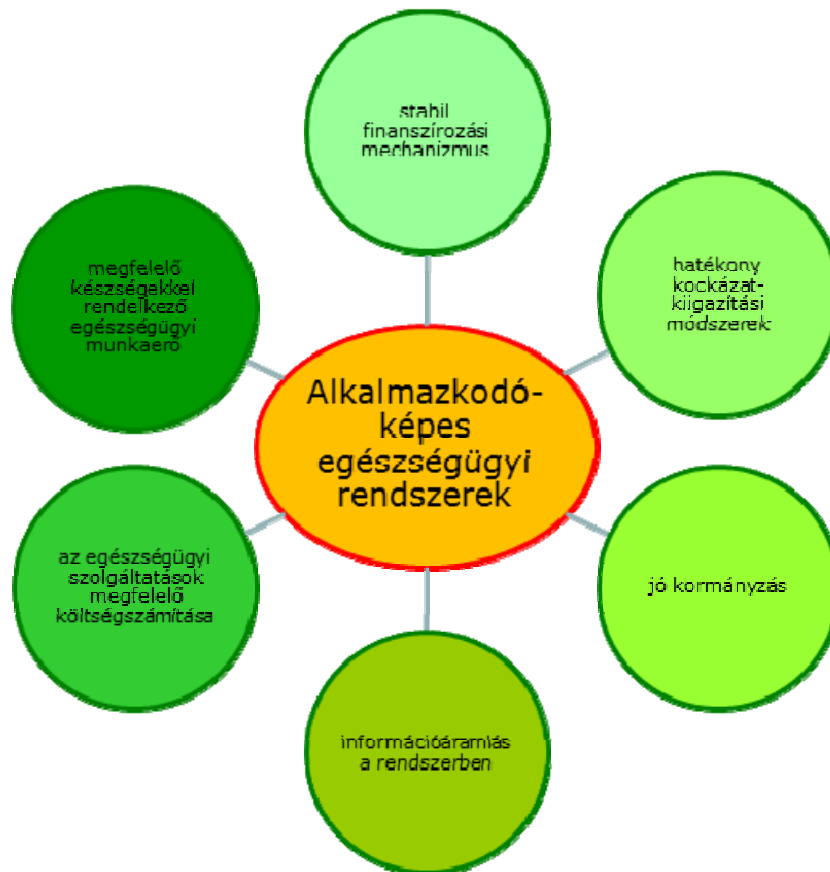 stabil
finanszírozási
mechanizmus
hatékony
kockázat-
kiigazítási
módszerek
jó kormányzás
információáramlás
a rendszerben
az egészségügyi
szolgáltatások
megfelelő
költségszámítása
megfelelő
készségekkel
rendelkező
egészségügyi
munkaerő
Alkalmazkodó-
képes
egészségügyi
rendszerek